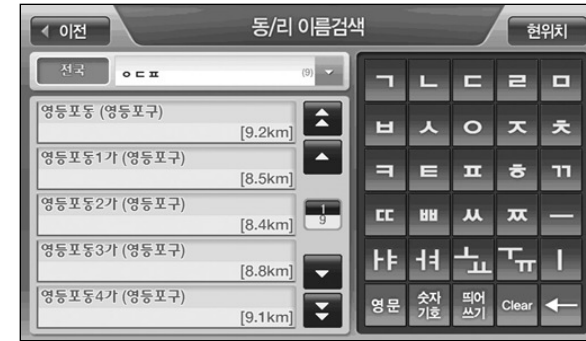 이전
동/리 이름검색
현위치
전국
ㅇㄷㅍ
(9)
영등포동 (영등포구)
[9.2km]
영등포동1가 (영등포구)
[8.5km]
영등포동2가 (영등포구)
[8.4km]
영등포동3가 (영등포구)
[8.8km]
영등포동4가 (영등포구)
[9.1km]
1
9
ㄱ ㄴ ㄷ ㄹ ㅁ
ㅂ ㅅ ㅇ ㅈ ㅊ
ㅋ ㅌ ㅍ ㅎ ㄲ
ㄸ ㅃ ㅆ ㅉ ㅡ
ㅏㅑ ㅓㅕ ㅗㅛ ㅜㅠ ㅣ
영문 숫자 띄어 Clear ←
기호 쓰기